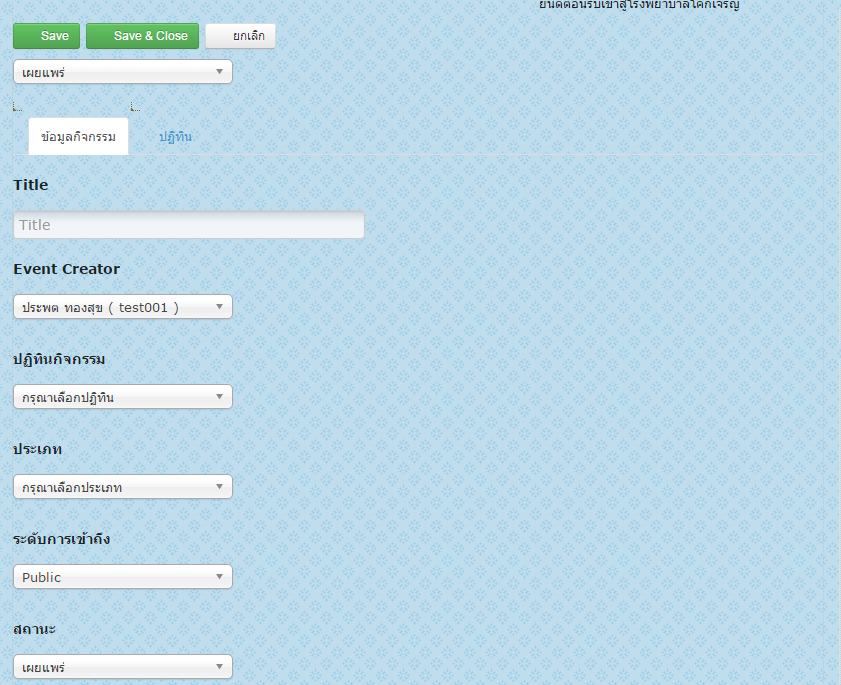 ยินดีต้อนรับเข้าสู่โรงพยาบาลโคกเจริญ
Save Save & Close ยกเลิก
เผยแพร่
ข้อมูลกิจกรรม ปฏิทิน
Title
Title
Event Creator
ประพต ทองสุข ( test001 )
ปฏิทินกิจกรรม
กรุณาเลือกปฏิทิน
ประเภท
กรุณาเลือกประเภท
ระดับการเข้าถึง
Public
สถานะ
เผยแพร่